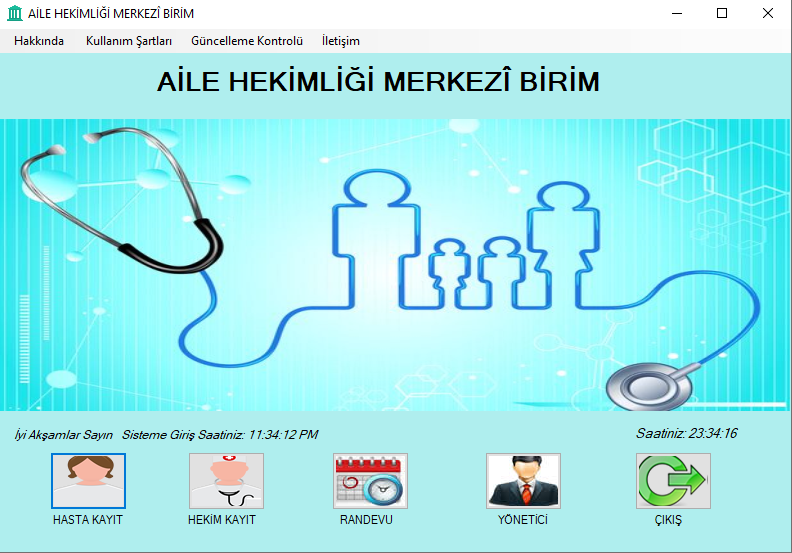 AİLE HEKİMLİĞİ MERKEZÎ BİRİM
Hakkında Kullanım Şartları Güncelleme Kontrolü İletişim
AİLE HEKİMLİĞİ MERKEZÎ BİRİM
İyi Akşamlar Sayın Sisteme Giriş Saatiniz: 11:34:12 PM Saatiniz: 23:34:16
HASTA KAYIT HEKİM KAYIT RANDEVU YÖNETİCİ ÇIKIŞ